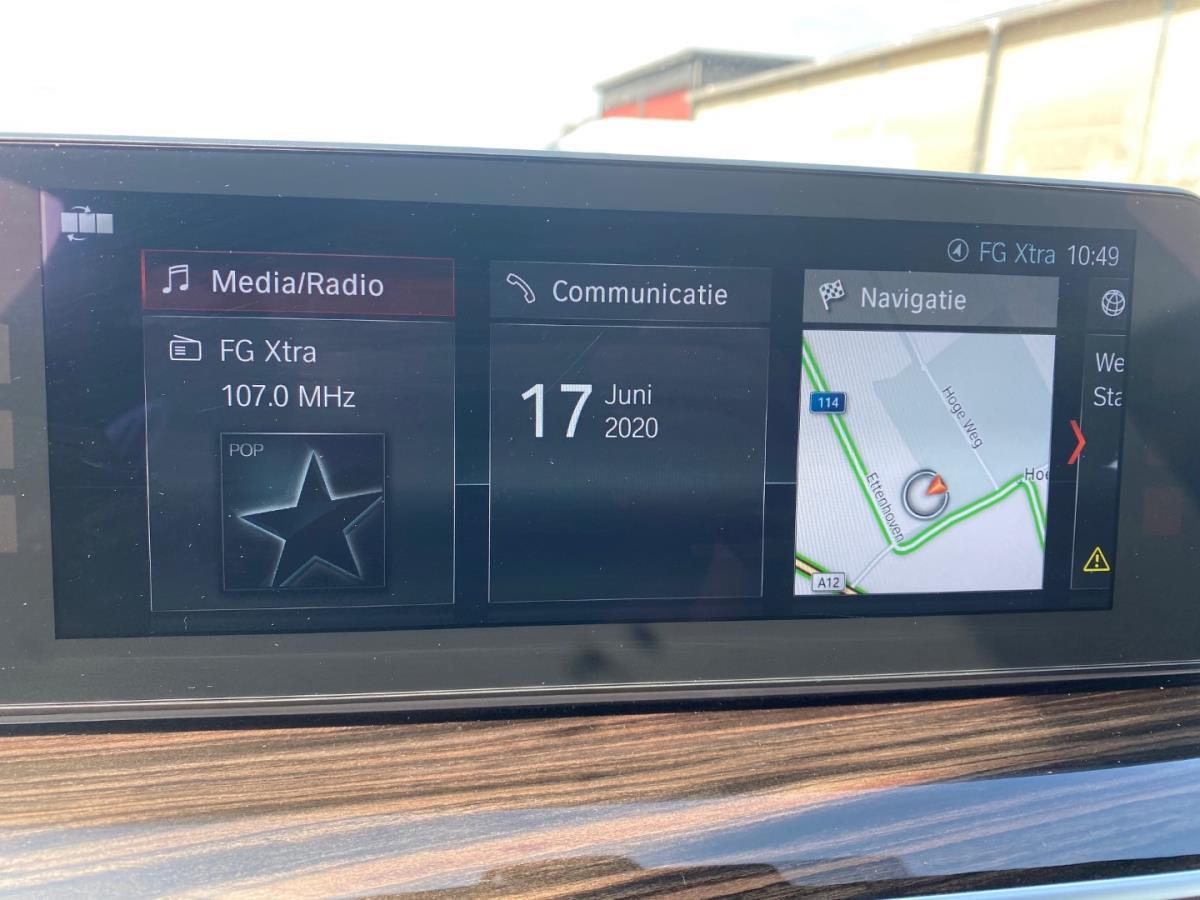 FG Xtra 10:49
Media/Radio
FG Xtra
107.0 MHz
POP
Communicatie
17 Juni
2020
Navigatie
114
Hoge Weg
Ettenhoven
Hoe
A12
We
Sta